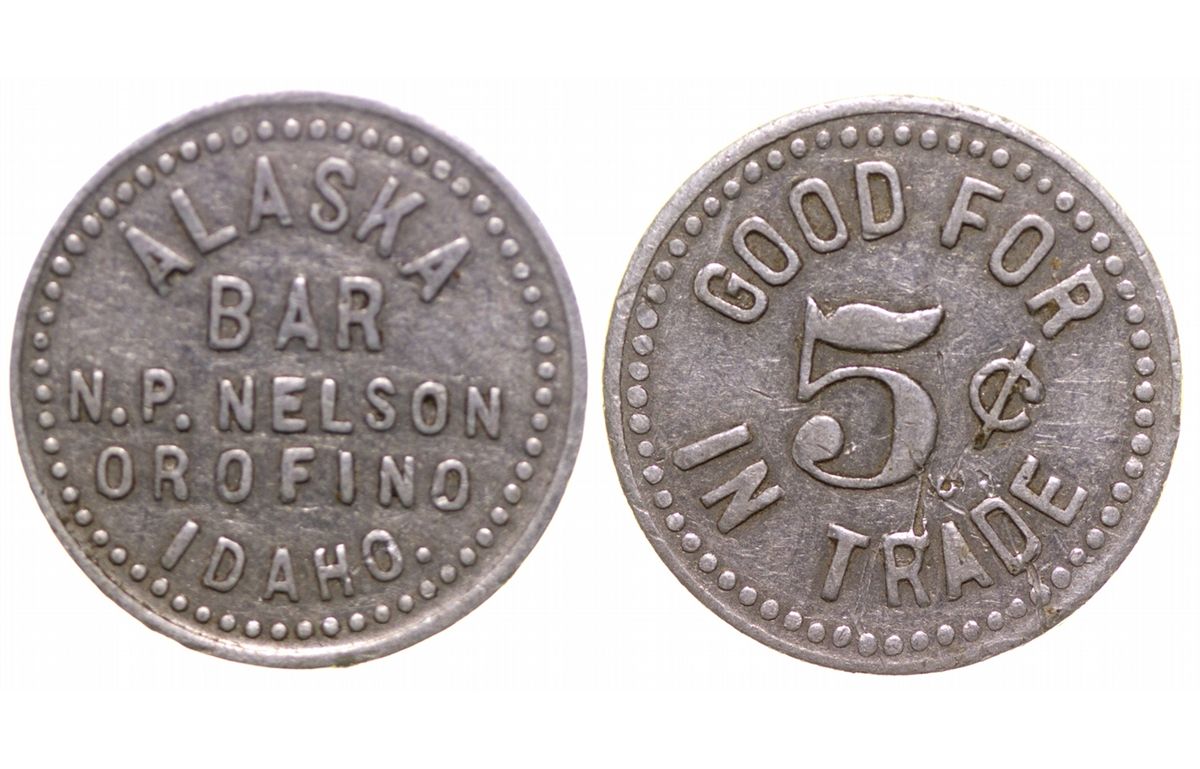 ALASKA
BAR
N.P. NELSON
OROFINO
IDAHO.
GOOD FOR
5¢
IN TRADE